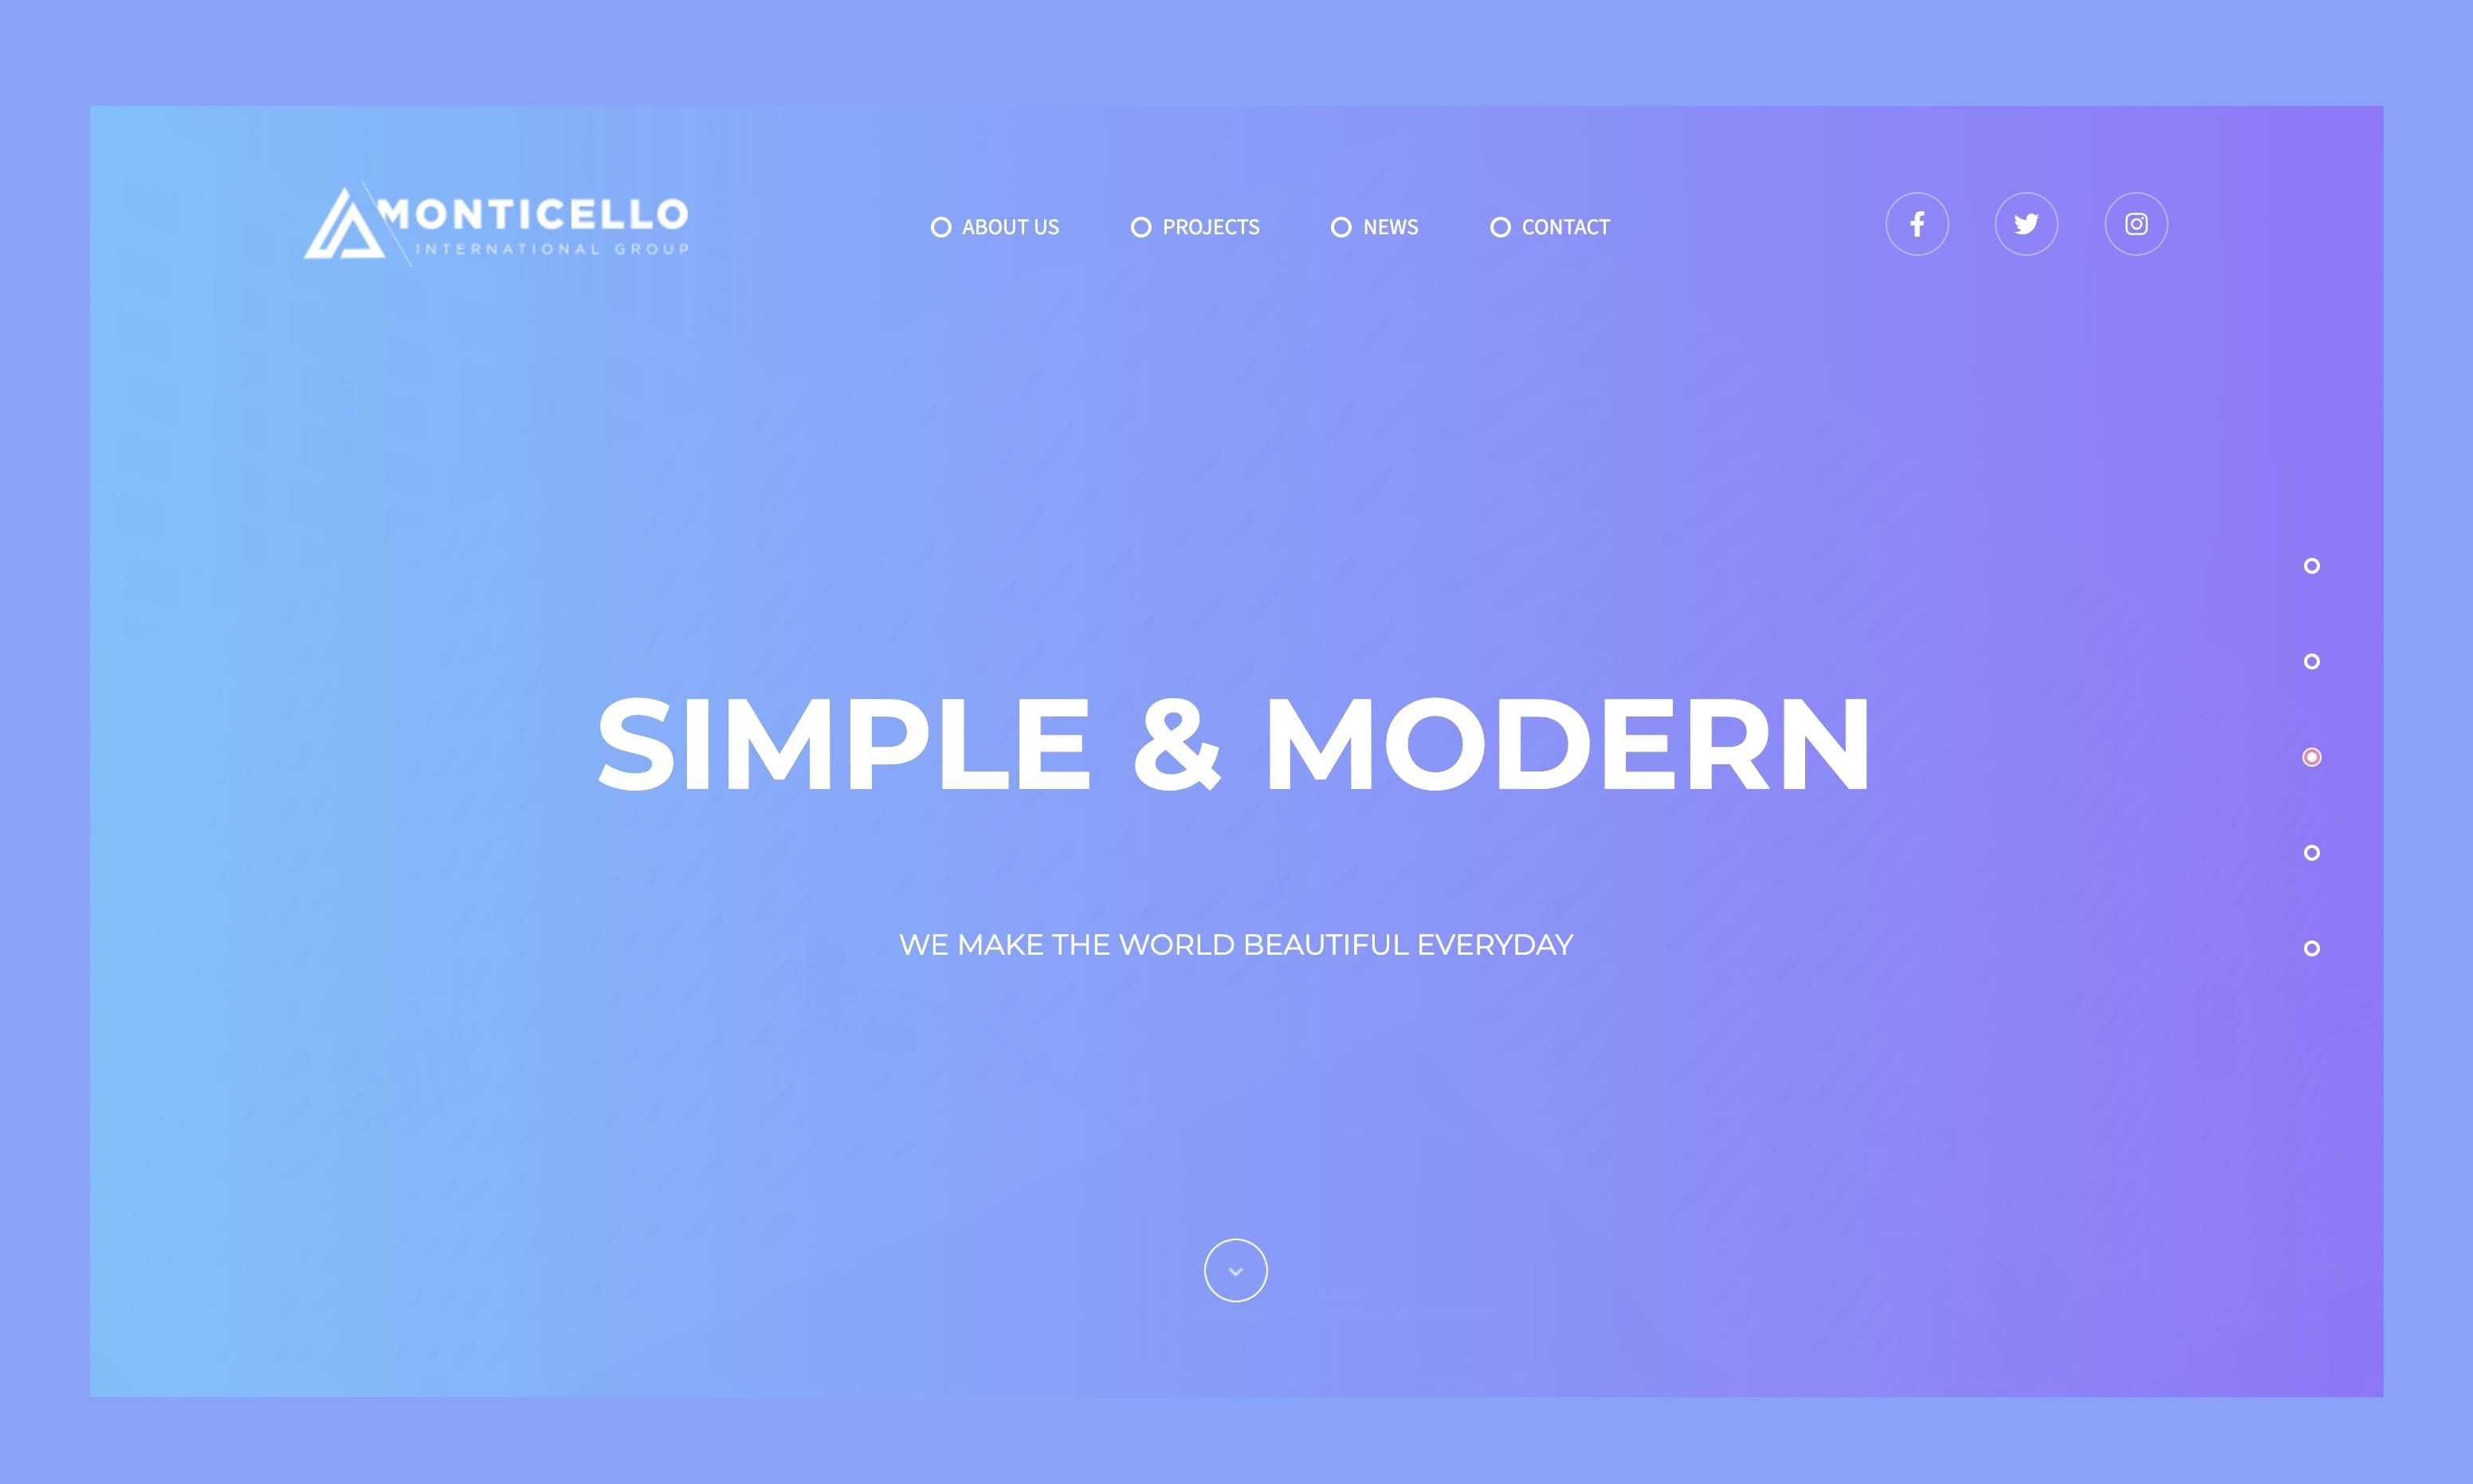 MONTICELLO
INTERNATIONAL GROUP
ABOUT US
PROJECTS
NEWS
CONTACT
SIMPLE & MODERN
WE MAKE THE WORLD BEAUTIFUL EVERYDAY